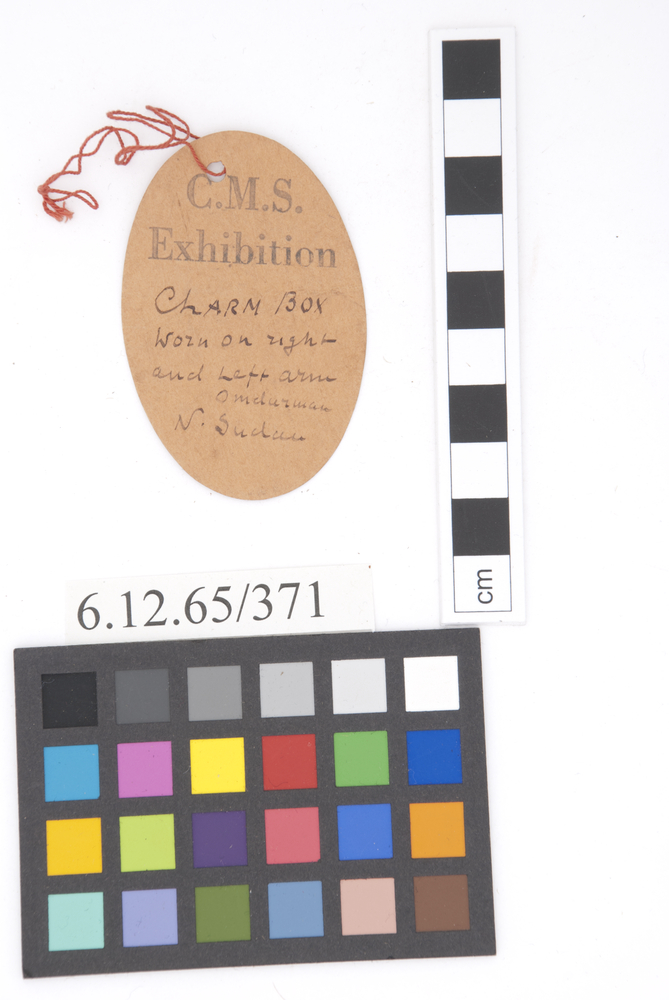 C.M.S.
Exhibition
CHARM BOX
Worn on right
and Left arm
Omdurman
N. Sudan
cm
6.12.65/371